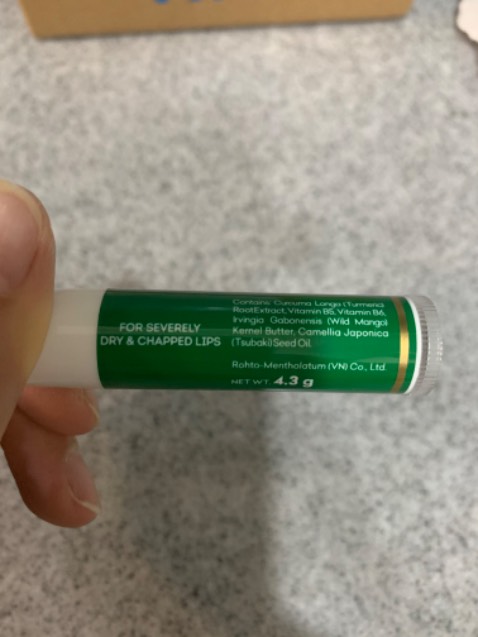 FOR SEVERELY
DRY & CHAPPED LIPS
Contains Curcuma Longa (Turmeric)
Root Extract, Vitamin B5, Vitamin B6,
Irvingia Gabonensis (Wild Mango)
Kernel Butter, Camellia Japonica
(Tsubaki) Seed Oil.
Rohto-Mentholatum (VN) Co., Ltd.
NET WT. 4.3 g